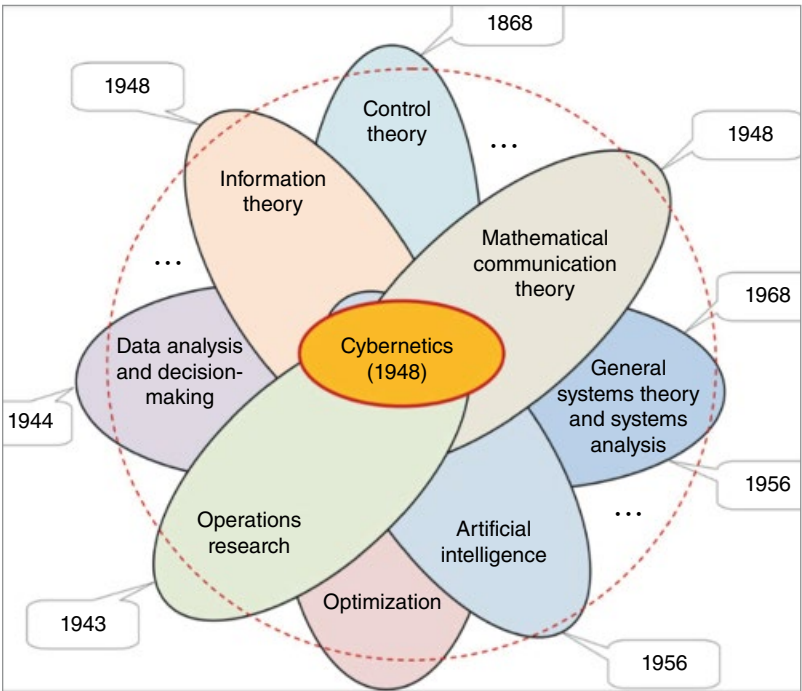 1868
1948
Control
theory
...
1948
Information
theory
Mathematical
communication
theory
...
1968
Cybernetics
(1948)
Data analysis
and decision-
making
General
systems theory
and systems
analysis
1944
1956
Operations
research
Artificial
intelligence
...
Optimization
1943
1956